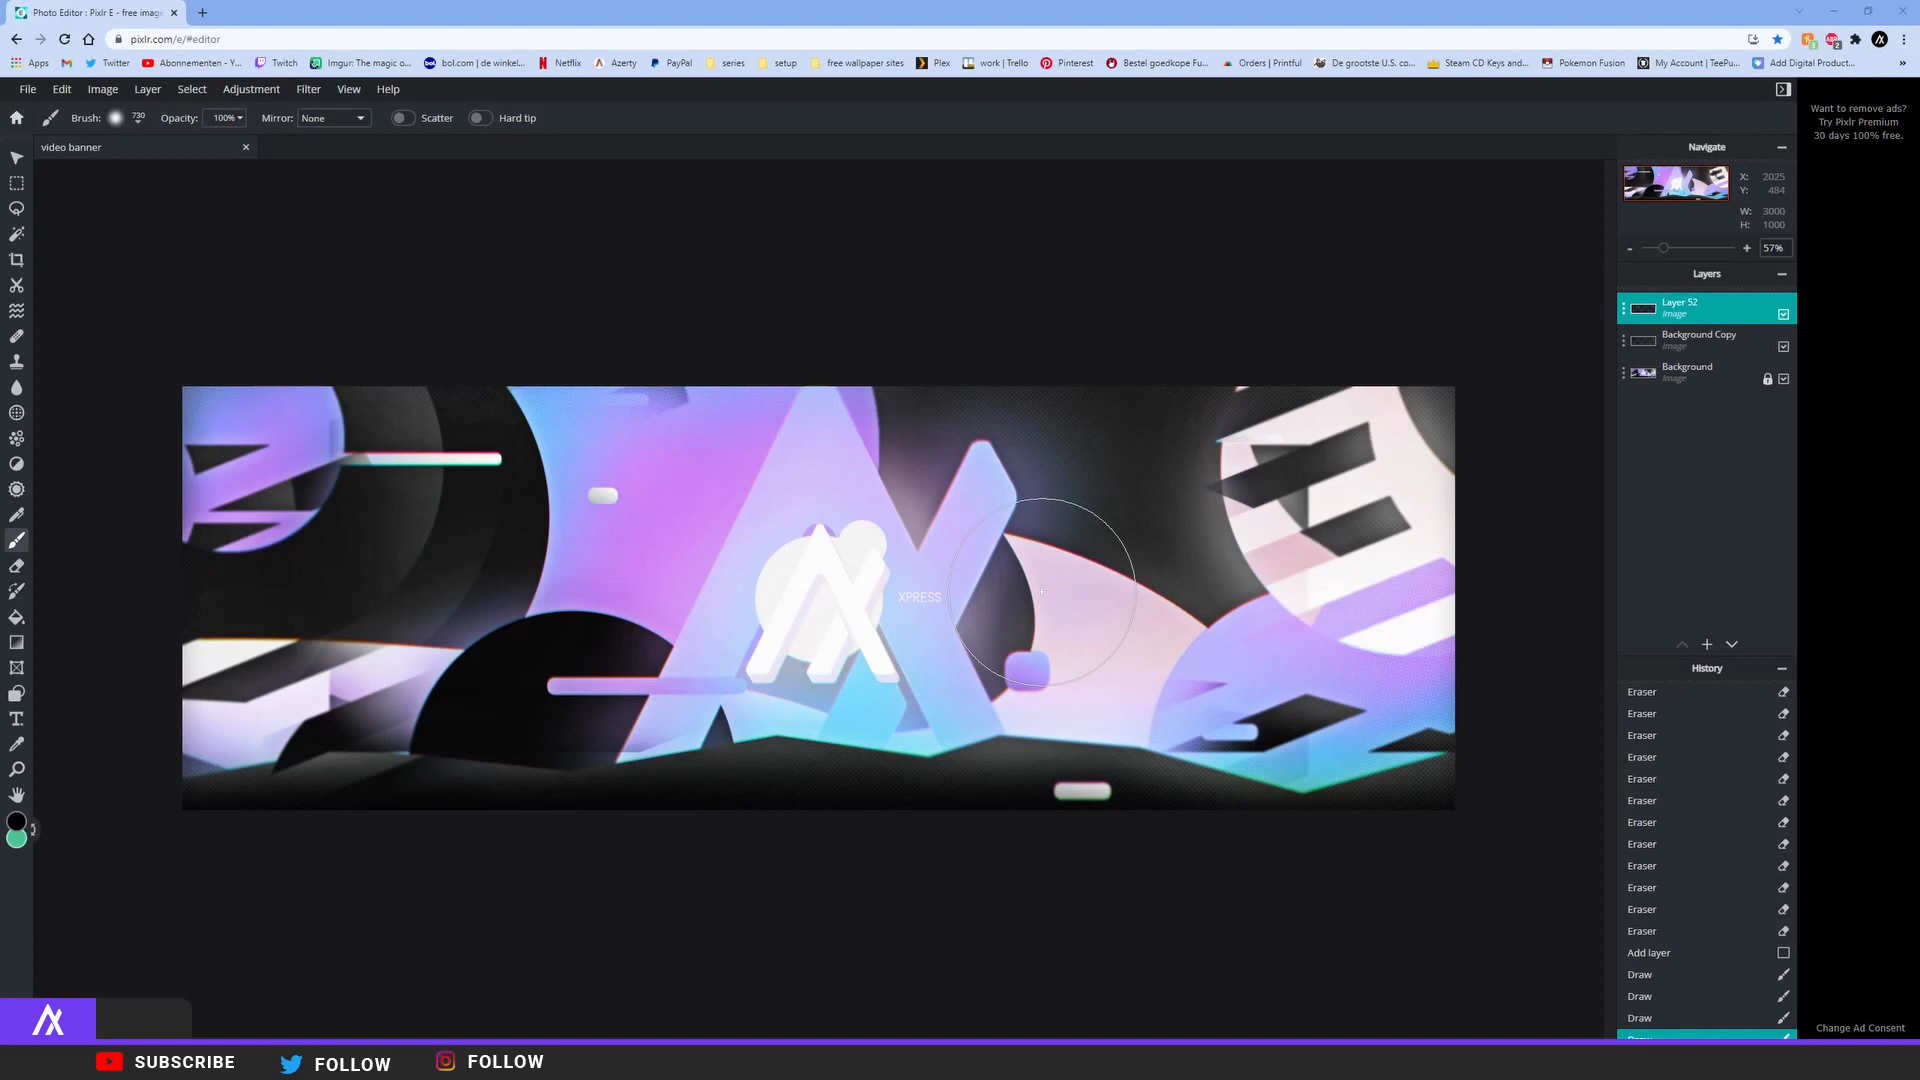 Photo Editor : Pixlr E - free imag
pixlr.com/e/#editor
Apps Twitter Abonnementen - Y... Twitch Imgur: The magic o... bol.com | de winkel... Netflix Azerty PayPal series setup free wallpaper sites Plex work | Trello Pinterest Bestel goedkope Fu... Orders | Printful De grootste U.S. co... Steam CD Keys and... Pokemon Fusion My Account | TeePu... Add Digital Product... »
File Edit Image Layer Select Adjustment Filter View Help
Brush: 730 Opacity: 100% Mirror: None Scatter Hard tip
video banner
Want to remove ads?
Try Pixlr Premium
30 days 100% free.
Navigate
X: 2025
Y: 484
W: 3000
H: 1000
- + 57%
Layers
Layer 52
Image
Background Copy
Image
Background
Image
XPRESS
History
Eraser
Eraser
Eraser
Eraser
Eraser
Eraser
Eraser
Eraser
Eraser
Eraser
Eraser
Eraser
Add layer
Draw
Draw
Draw
Change Ad Consent
SUBSCRIBE FOLLOW FOLLOW